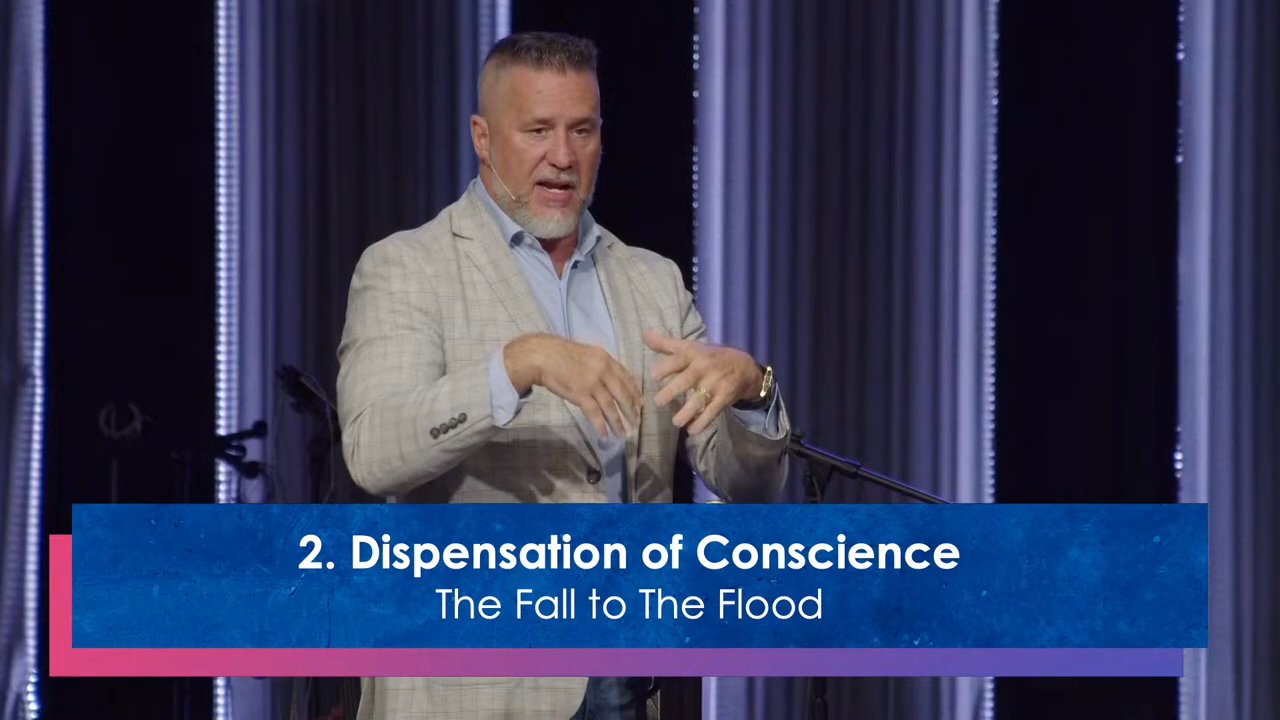 2. Dispensation of Conscience
The Fall to The Flood